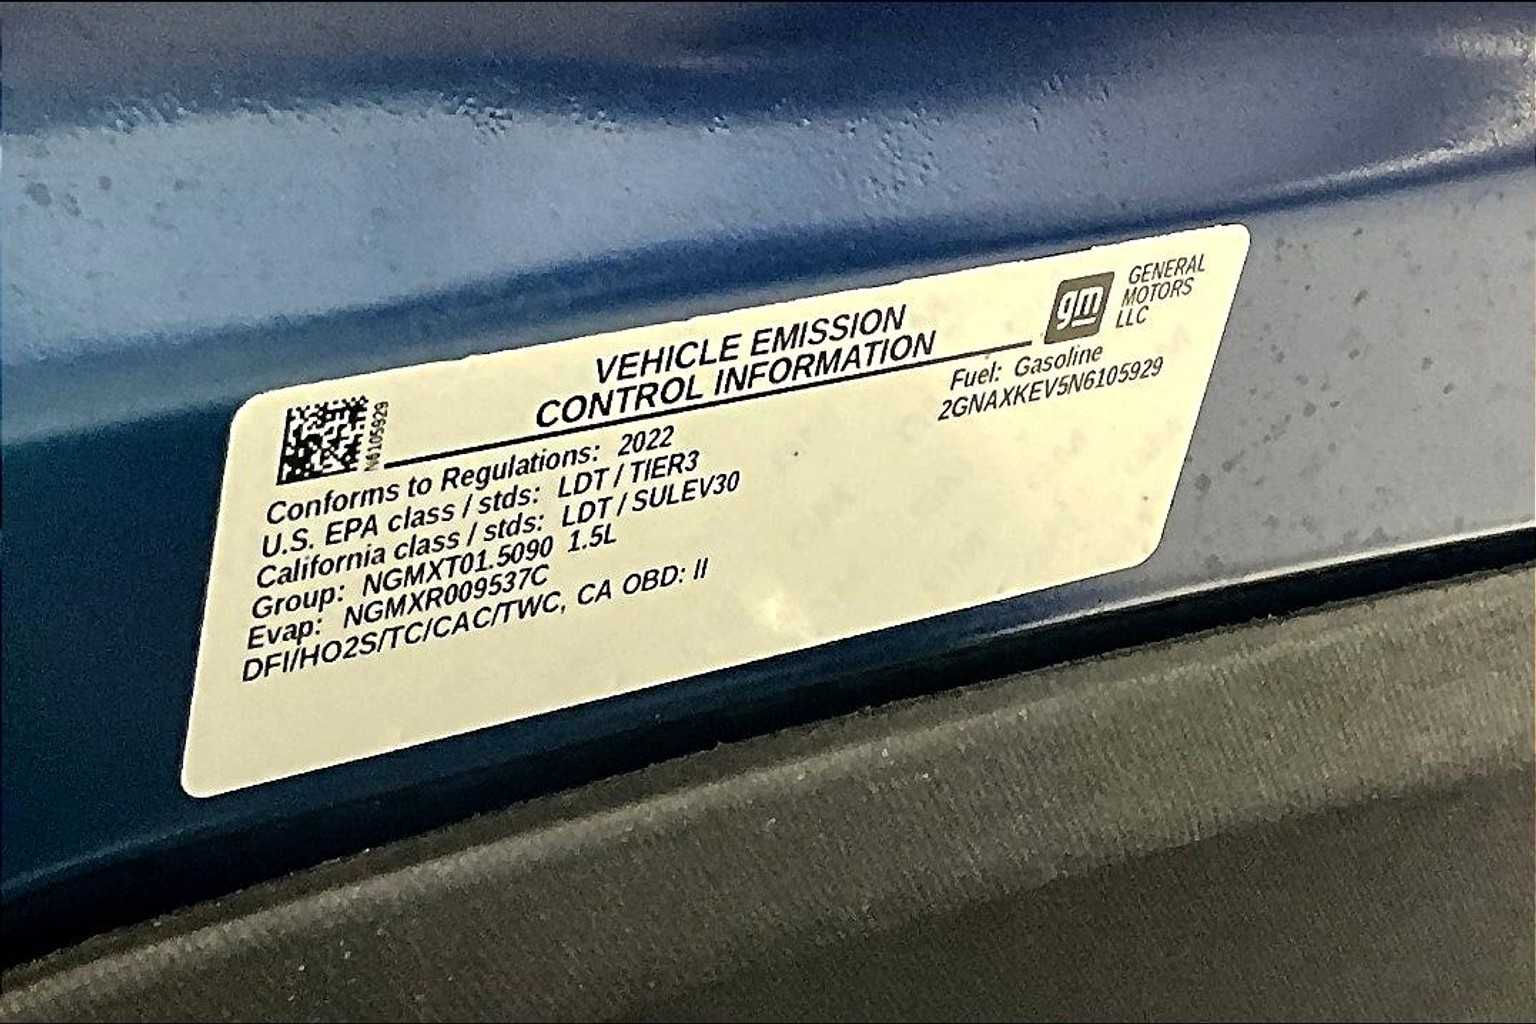 VEHICLE EMISSION
CONTROL INFORMATION
gm
GENERAL
MOTORS
LLC
Fuel: Gasoline
2GNAXKEV5N6105929
N6105929
Conforms to Regulations: 2022
U.S. EPA class / stds: LDT / TIER3
California class / stds: LDT / SULEV30
Group: NGMXT01.5090 1.5L
Evap: NGMXR009537C
DFI/HO2S/TC/CAC/TWC, CA OBD: II